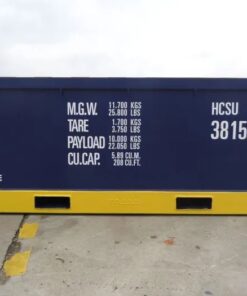 M.G.W. 11.700 KGS
25.800 LBS
TARE 1.700 KGS
3.750 LBS
PAYLOAD 10.000 KGS
22.050 LBS
CU.CAP. 5,89 CU.M.
208 CU.FT.
HCSU
3815
E